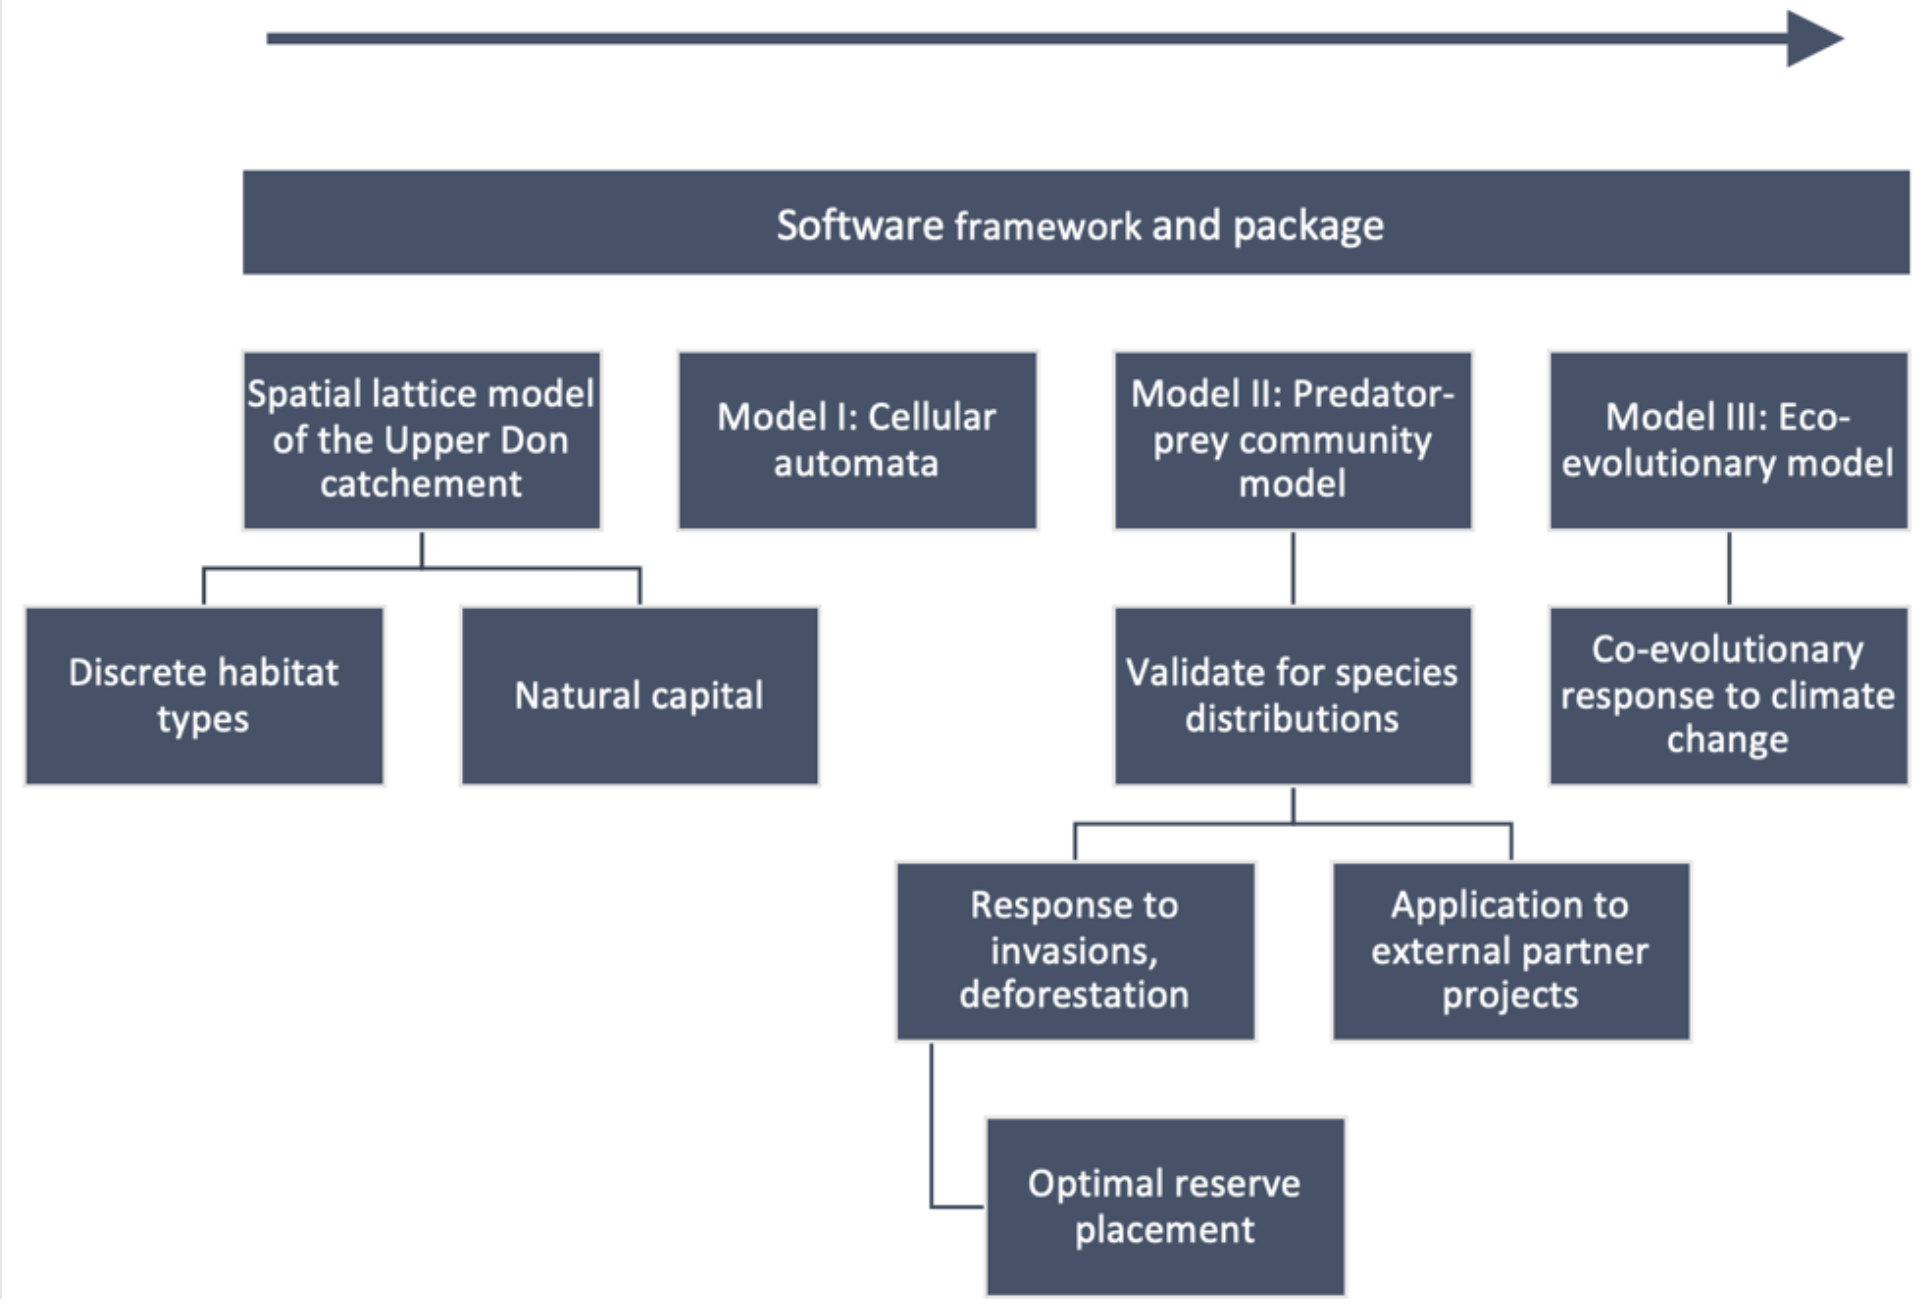 Software framework and package
Spatial lattice model
of the Upper Don
catchement
Model I: Cellular
automata
Model II: Predator-
prey community
model
Model III: Eco-
evolutionary model
Discrete habitat
types
Natural capital
Validate for species
distributions
Co-evolutionary
response to climate
change
Response to
invasions,
deforestation
Application to
external partner
projects
Optimal reserve
placement